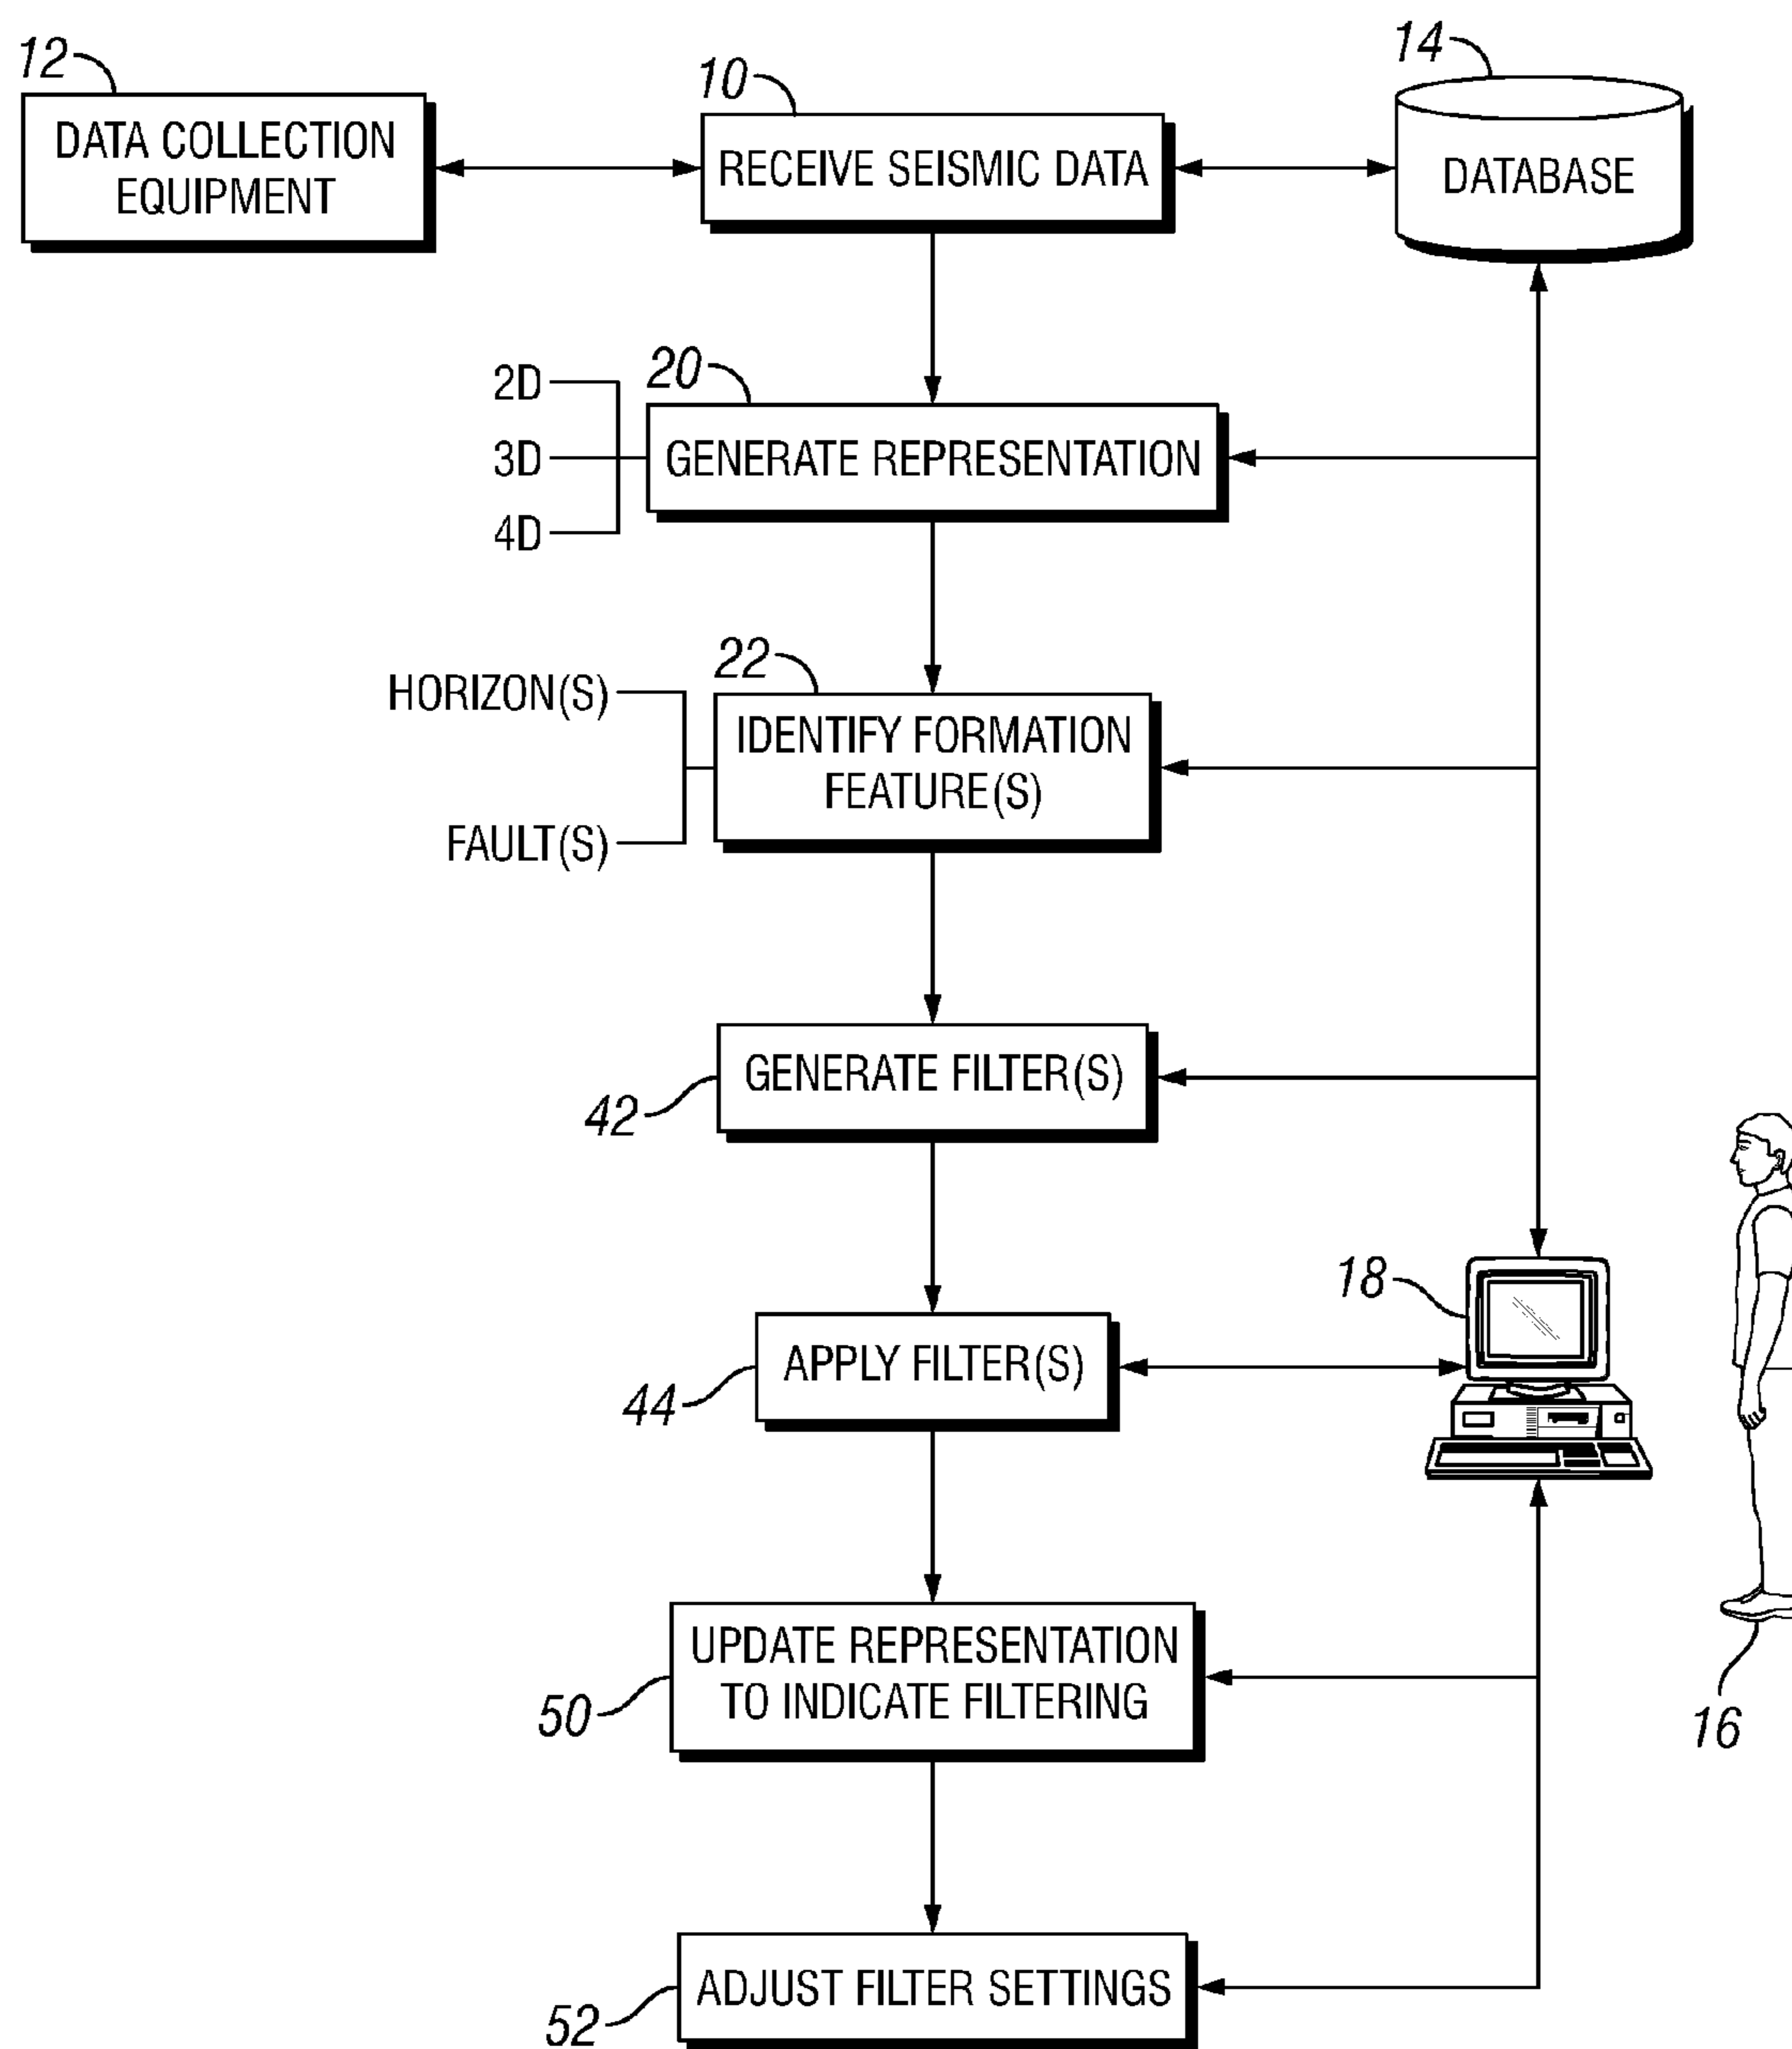 12
10
14
DATA COLLECTION
EQUIPMENT
RECEIVE SEISMIC DATA
DATABASE
2D
3D
4D
20
GENERATE REPRESENTATION
22
HORIZON(S)
FAULT(S)
IDENTIFY FORMATION
FEATURE(S)
GENERATE FILTER(S)
42
18
APPLY FILTER(S)
44
UPDATE REPRESENTATION
TO INDICATE FILTERING
50
16
ADJUST FILTER SETTINGS
52